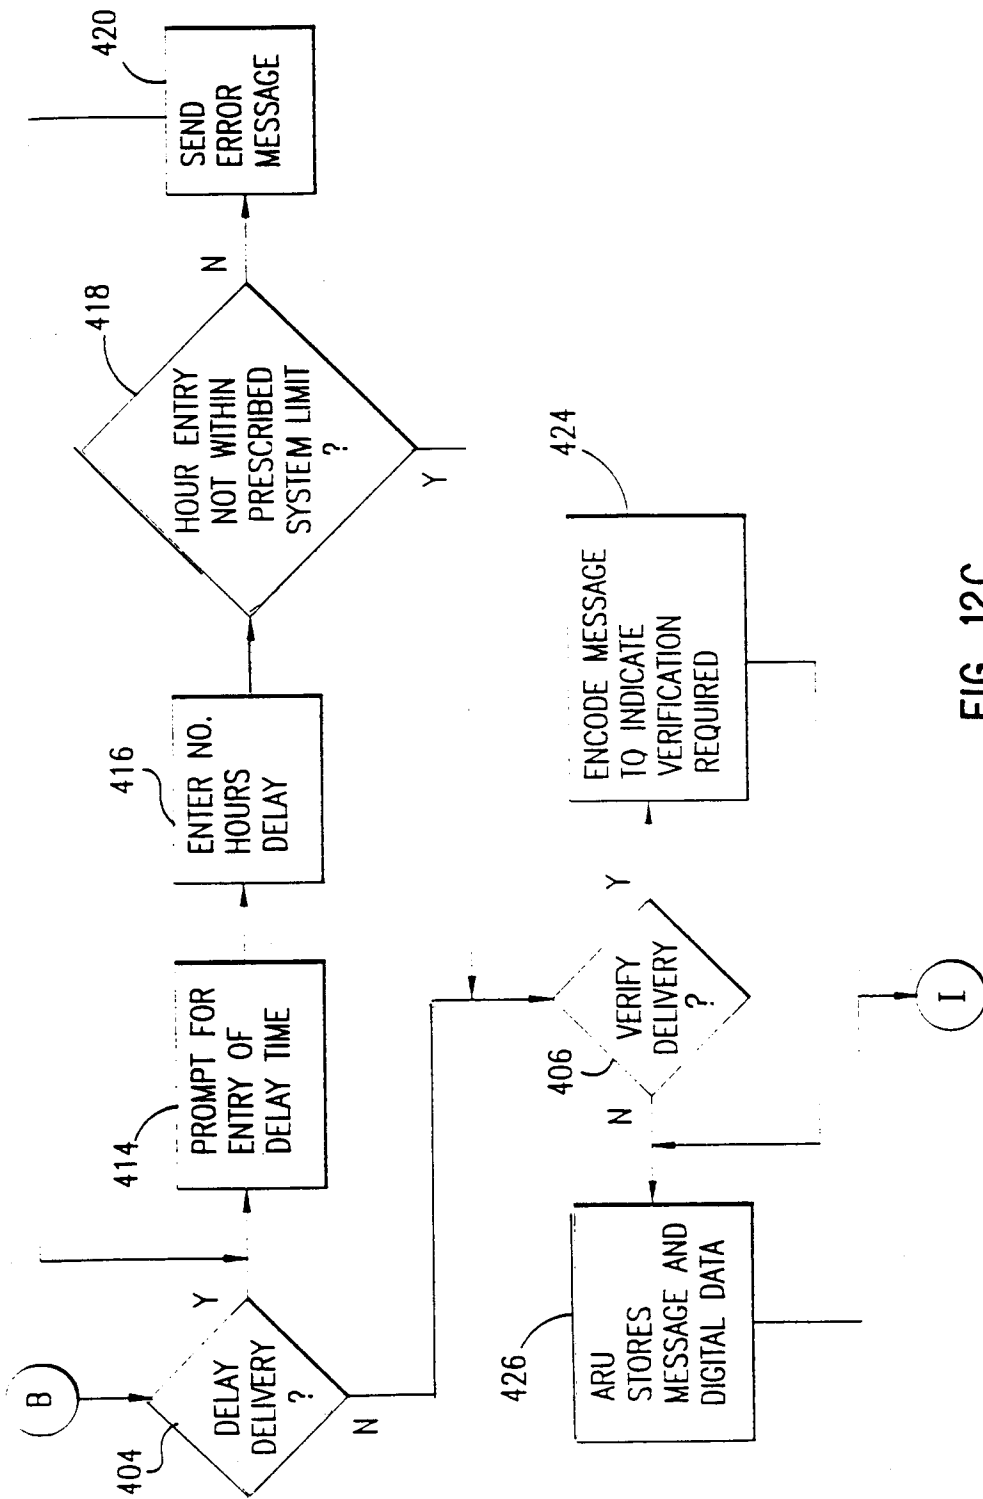 B
404
DELAY
DELIVERY
?
Y
N
414
PROMPT FOR
ENTRY OF
DELAY TIME
416
ENTER NO.
HOURS
DELAY
418
HOUR ENTRY
NOT WITHIN
PRESCRIBED
SYSTEM LIMIT
?
N
Y
420
SEND
ERROR
MESSAGE
406
VERIFY
DELIVERY
?
N
Y
424
ENCODE MESSAGE
TO INDICATE
VERIFICATION
REQUIRED
426
ARU
STORES
MESSAGE AND
DIGITAL DATA
I
FIG. 12C